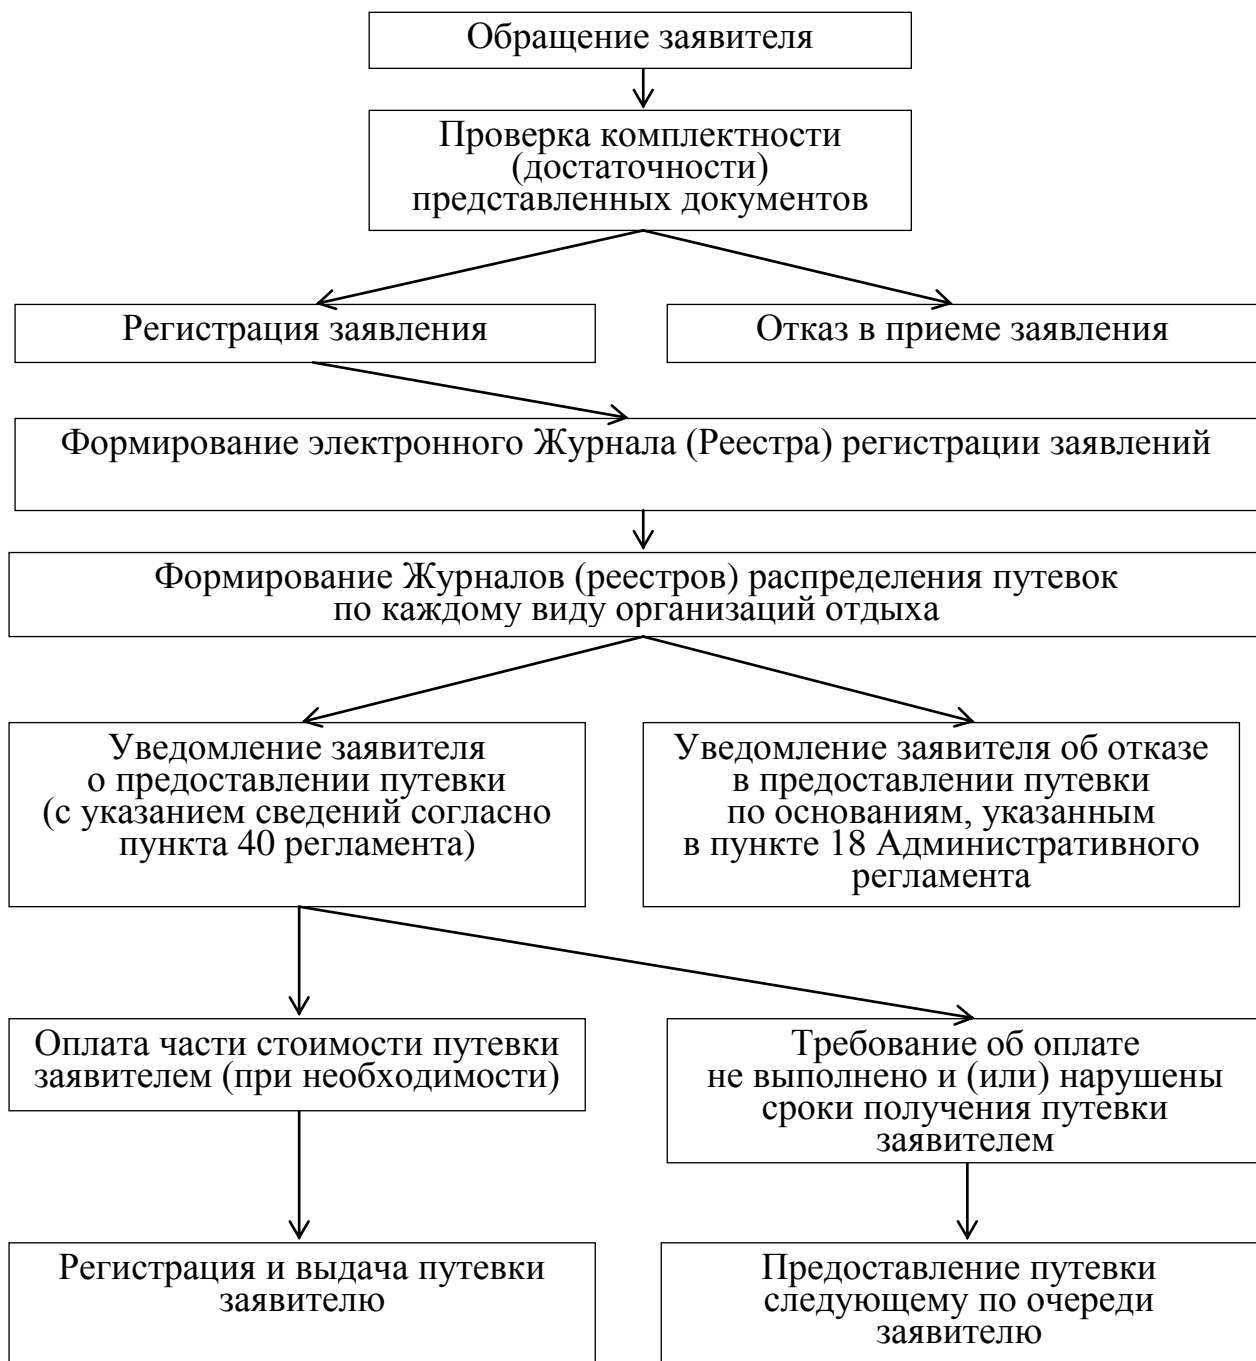 Обращение заявителя
Проверка комплектности
(достаточности)
представленных документов
Регистрация заявления
Отказ в приеме заявления
Формирование электронного Журнала (Реестра) регистрации заявлений
Формирование Журналов (реестров) распределения путевок
по каждому виду организаций отдыха
Уведомление заявителя
о предоставлении путевки
(с указанием сведений согласно
пункта 40 регламента)
Уведомление заявителя об отказе
в предоставлении путевки
по основаниям, указанным
в пункте 18 Административного
регламента
Оплата части стоимости путевки
заявителем (при необходимости)
Требование об оплате
не выполнено и (или) нарушены
сроки получения путевки
заявителем
Регистрация и выдача путевки
заявителю
Предоставление путевки
следующему по очереди
заявителю